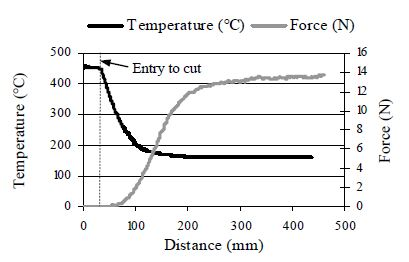 Temperature (°C) Force (N)
500 16
Entry to cut 14
400 12
300 10
8
200 6
4
100 2
0 0
0 100 200 300 400 500
Temperature (°C)
Force (N)
Distance (mm)